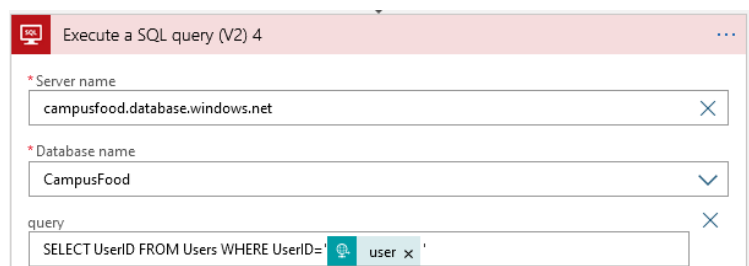 SQL
Execute a SQL query (V2) 4
* Server name
campusfood.database.windows.net
* Database name
CampusFood
query
SELECT UserID FROM Users WHERE UserID=' user × '